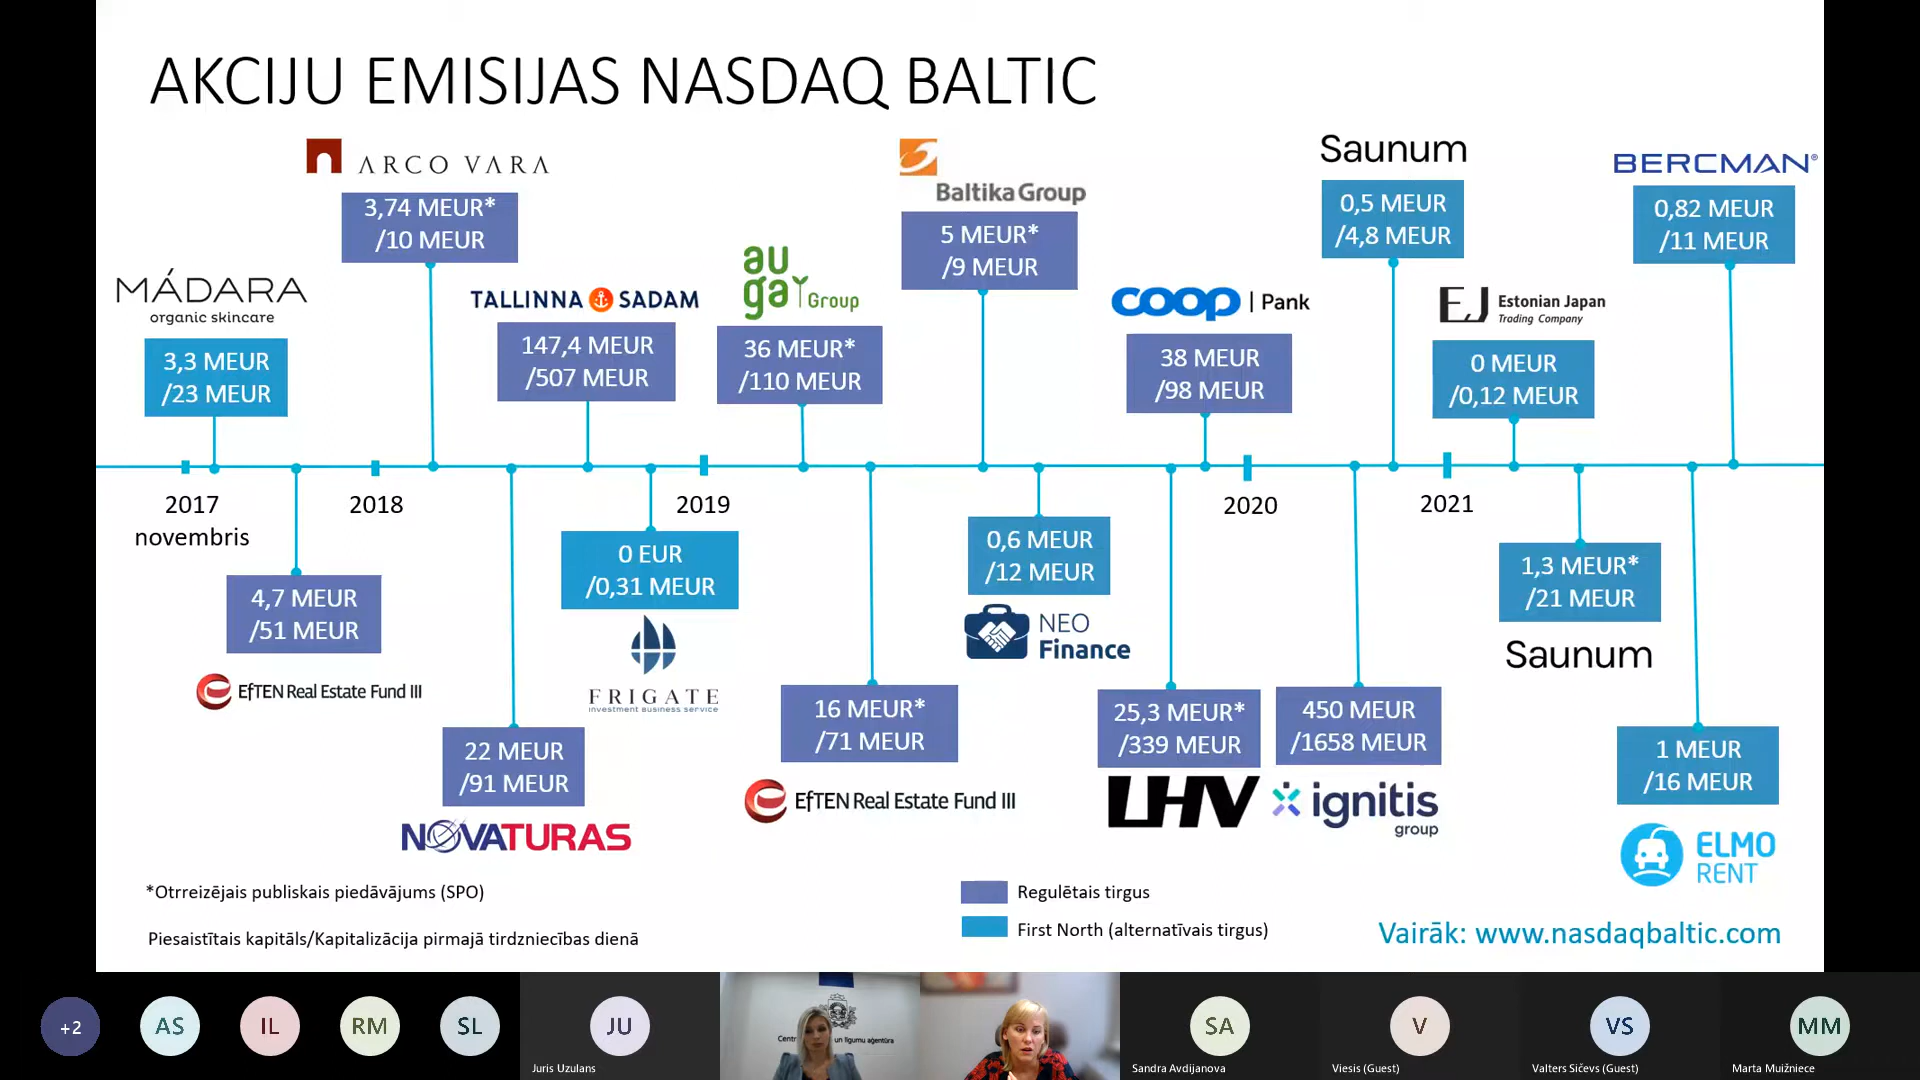 AKCIJU EMISIJAS NASDAQ BALTIC
ARCO VARA
3,74 MEUR*
/10 MEUR
Baltika Group
5 MEUR*
/9 MEUR
Saunum
0,5 MEUR
/4,8 MEUR
BERCMAN®
0,82 MEUR
/11 MEUR
MÁDARA
organic skincare
3,3 MEUR
/23 MEUR
TALLINNA SADAM
147,4 MEUR
/507 MEUR
auga Group
36 MEUR*
/110 MEUR
coop | Pank
38 MEUR
/98 MEUR
EJ Estonian Japan
Trading Company
0 MEUR
/0,12 MEUR
2017
novembris
2018
2019
2020
2021
4,7 MEUR
/51 MEUR
EfTEN Real Estate Fund III
22 MEUR
/91 MEUR
NOVATURAS
0 EUR
/0,31 MEUR
FRIGATE
investment business service
16 MEUR*
/71 MEUR
EfTEN Real Estate Fund III
0,6 MEUR
/12 MEUR
NEO
Finance
25,3 MEUR*
/339 MEUR
LHV
450 MEUR
/1658 MEUR
ignitis
group
1,3 MEUR*
/21 MEUR
Saunum
1 MEUR
/16 MEUR
ELMO
RENT
*Otrreizējais publiskais piedāvājums (SPO)
Piesaistītais kapitāls/Kapitalizācija pirmajā tirdzniecības dienā
Regulētais tirgus
First North (alternatīvais tirgus)
Vairāk: www.nasdaqbaltic.com
+2
AS
IL
RM
SL
JU
Juris Uzulans
Centr
un līgumu aģentūra
SA
Sandra Avdijanova
V
Viesis (Guest)
VS
Valters Sičevs (Guest)
MM
Marta Muižniece